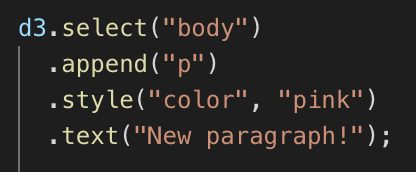 d3.select("body")
.append("p")
.style("color", "pink")
.text("New paragraph!");